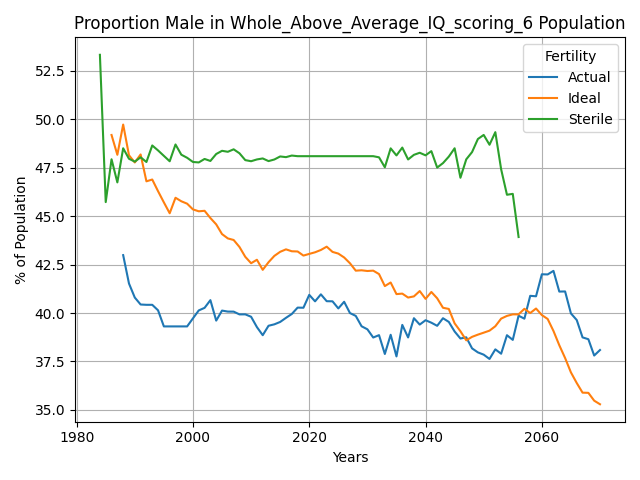 Proportion Male in Whole_Above_Average_IQ_scoring_6 Population
% of Population
52.5
50.0
47.5
45.0
42.5
40.0
37.5
35.0
1980
2000
2020
2040
2060
Years
Fertility
Actual
Ideal
Sterile